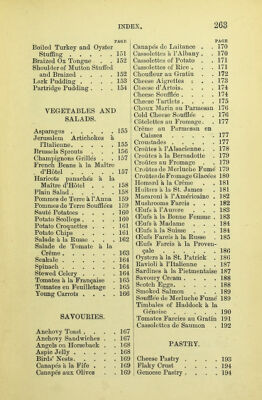 INDEX.
263
PAGE
Boiled Turkey and Oyster
Stuffing . . . . . 151
Braized Ox Tongue . . 152
Shoulder of Mutton Stuffed
and Braized . . . . 152
Lark Pudding . . . . 153
Partridge Pudding . . . 154
VEGETABLES AND
SALADS.
Asparagus . . . . . 155
Jerusalem Artichokes à
l'Italienne. . . . . 155
Brussels Sprouts . . . 156
Champignons Grillés . . 157
French Beans à la Maître
d'Hôtel . . . . . 157
Haricots panachés à la
Maître d'Hôtel . . . 158
Plain Salad . . . . . 158
Pommes de Terre à l'Anna 159
Pommes de Terre Soufflées 159
Sauté Potatoes . . . . 160
Potato Scollops . . . . 160
Potato Croquettes . . . 161
Potato Chips . . . . 161
Salade à la Russe . . . 162
Salade de Tomate à la
Crème . . . . . 163
Seakale . . . . . . 164
Spinach . . . . . . 164
Stewed Celery . . . . 164
Tomates à la Française . 165
Tomates en Feuilletage . 165
Young Carrots . . . . 166
SAVOURIES.
Anchovy Toast . . . . 167
Anchovy Sandwiches . . 167
Angels on Horseback . . 168
Aspic Jelly . . . . . 168
Birds' Nests. . . . . 169
Canapés à la Fife . . . 169
Canapés aux Olives . . 169
PAGE
Canapés de Laitance . . 170
Cassolettes à l'Albany . . 170
Cassolettes of Potato . . 171
Cassolettes of Rice . . . 171
Choufleur au Gratin . . 172
Cheese Aigrettes . . . 173
Cheese d'Artois. . . . 174
Cheese Soufflée . . . . 174
Cheese Tartlets . . . . 175
Choux Marin au Parmesan 176
Cold Cheese Soufflée . . 176
Côtelettes au Fromage. . 177
Crême au Parmesan en
Caisses . . . . . 177
Croustades . . . . . 177
Croûtes à l'Alsacienne . . 178
Croûtes à la Bernadotte . 179
Croûtes au Fromage . . 179
Croûtes de Merluche Fumé 179
Croûtes de Fromage Glacées 180
Homard à la Crême . . 181
Huîtres à la St. James . . 181
Macaroni à l'Américaine . 182
Mushrooms Farcis . . . 182
Œufs à l'Aurore . . . 183
Œufs à la Bonne Femme . 183
Œufs à Madame . . . 184
Œufs à la Suisse . . . 184
Œufs Farcis à la Russe . 185
Œufs Farcis à la Proven-
çale . . . . . . 186
Oysters à la St. Patrick . 186
Ravioli à l'Italienne . . 187
Sardines à la Pietmentaise 187
Savoury Cream . . . . 188
Scotch Eggs. . . . . 188
Smoked Salmon . . . 189
Soufflée de Merluche Fumé 189
Timbales of Haddock à la
Génoise . . . . . 190
Tomates Farcies au Gratin 191
Cassolettes de Saumon . 192
PASTRY.
Cheese Pastry . . . . 193
Flaky Crust . . . . . 194
Genoese Pastry . . . . 194